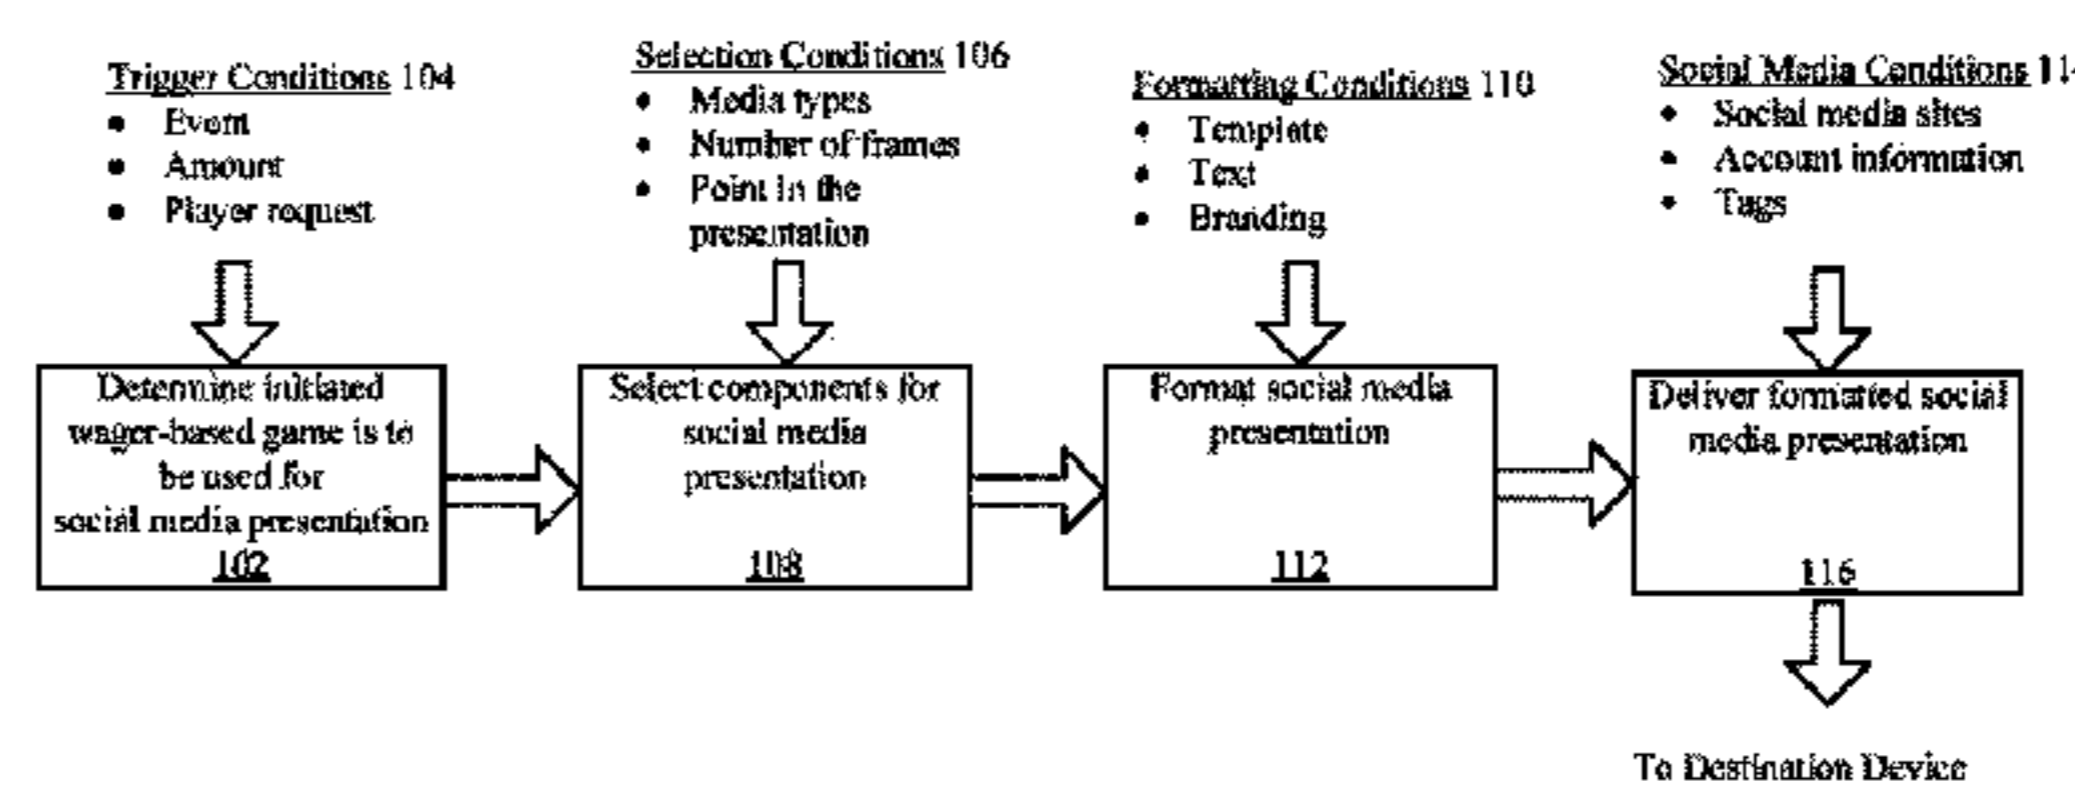 Trigger Conditions 104
• Event
• Amount
• Player request
Selection Conditions 106
• Media types
• Number of frames
• Point in the
presentation
Formatting Conditions 110
• Template
• Text
• Branding
Social Media Conditions
• Social media sites
• Account information
• Tags
Determine initiated
wager-based game is to
be used for
social media presentation
102
Select components for
social media
presentation
108
Format social media
presentation
112
Deliver formatted social
media presentation
116
To Destination Device